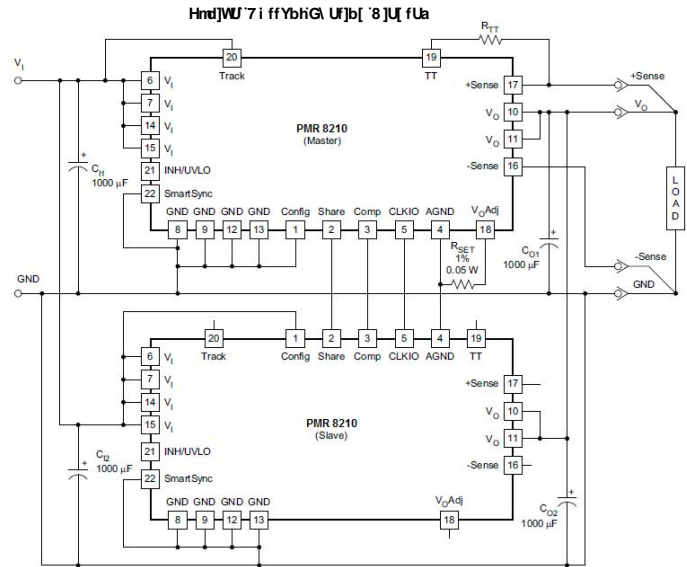 R_TT
V_I
20 19
Track TT
+Sense
6 V_I +Sense 17
7 V_I V_O 10 V_O
14 V_I PMR 8210 V_O 11
15 V_I (Master)
-Sense 16
C_I1
1000 µF
21 INH/UVLO
22 SmartSync
LOAD
GND GND GND GND Config Share Comp CLKIO AGND V_OAdj
8 9 12 13 1 2 3 5 4 18
R_SET
1%
0.05 W
C_O1
1000 µF
-Sense
GND GND
20 1 2 3 5 4 19
Track Config Share Comp CLKIO AGND TT
6 V_I
7 V_I +Sense 17
14 V_I V_O 10
15 V_I PMR 8210 V_O 11
(Slave)
21 INH/UVLO -Sense 16
C_I2
1000 µF
22 SmartSync
GND GND GND GND V_OAdj
8 9 12 13 18
C_O2
1000 µF